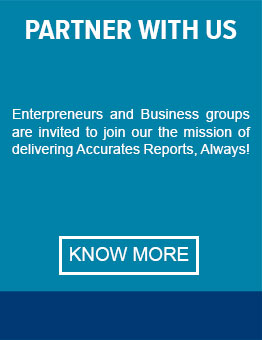 PARTNER WITH US
Enterpreneurs and Business groups
are invited to join our the mission of
delivering Accurates Reports, Always!
KNOW MORE